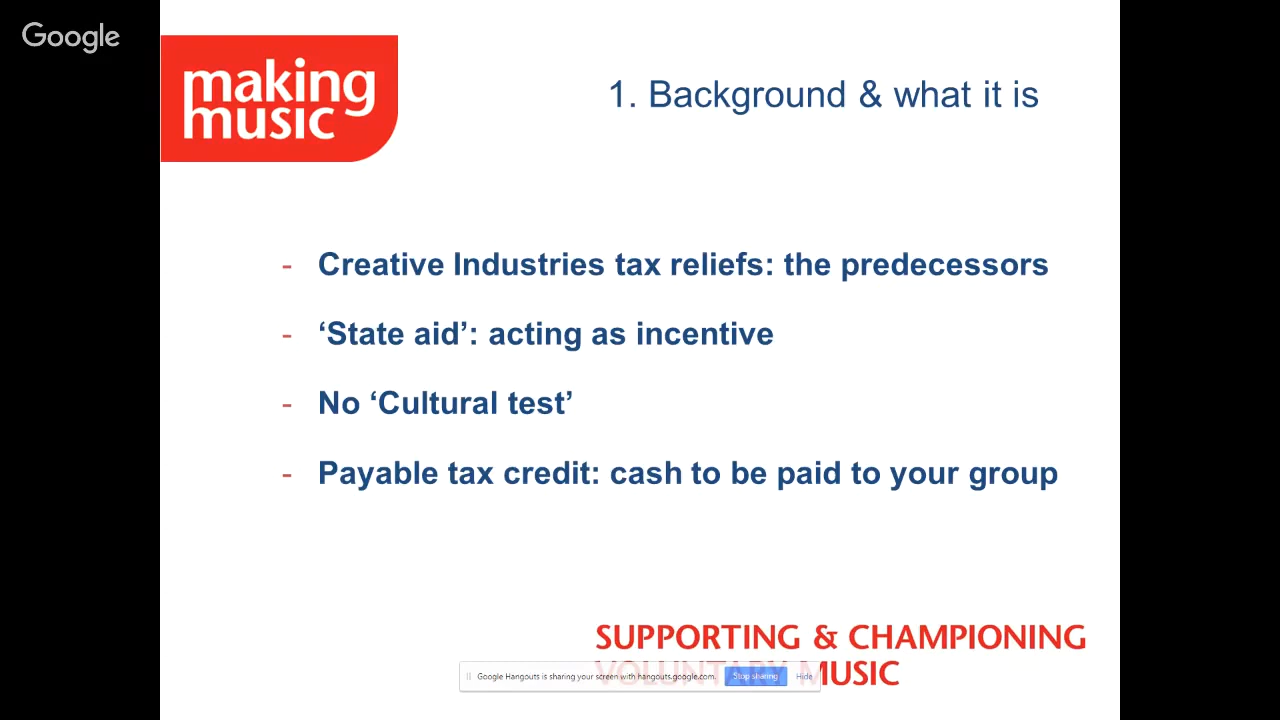 Google
making
music
1. Background & what it is
- Creative Industries tax reliefs: the predecessors
- ‘State aid’: acting as incentive
- No ‘Cultural test’
- Payable tax credit: cash to be paid to your group
SUPPORTING & CHAMPIONING
VOLUNTARY MUSIC
Google Hangouts is sharing your screen with hangouts.google.com. Stop sharing Hide